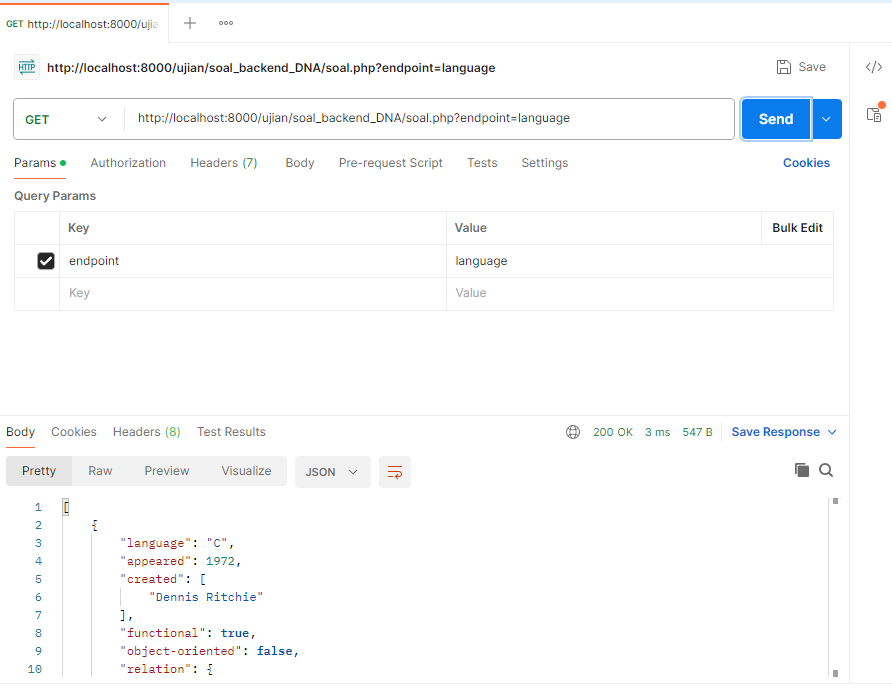 GET http://localhost:8000/ujia
HTTP http://localhost:8000/ujian/soal_backend_DNA/soal.php?endpoint=language Save
GET http://localhost:8000/ujian/soal_backend_DNA/soal.php?endpoint=language Send
Params Authorization Headers (7) Body Pre-request Script Tests Settings Cookies
Query Params
Key Value Bulk Edit
endpoint language
Key Value
Body Cookies Headers (8) Test Results 200 OK 3 ms 547 B Save Response
Pretty Raw Preview Visualize JSON
1 [
2 {
3 "language": "C",
4 "appeared": 1972,
5 "created": [
6 "Dennis Ritchie"
7 ],
8 "functional": true,
9 "object-oriented": false,
10 "relation": {